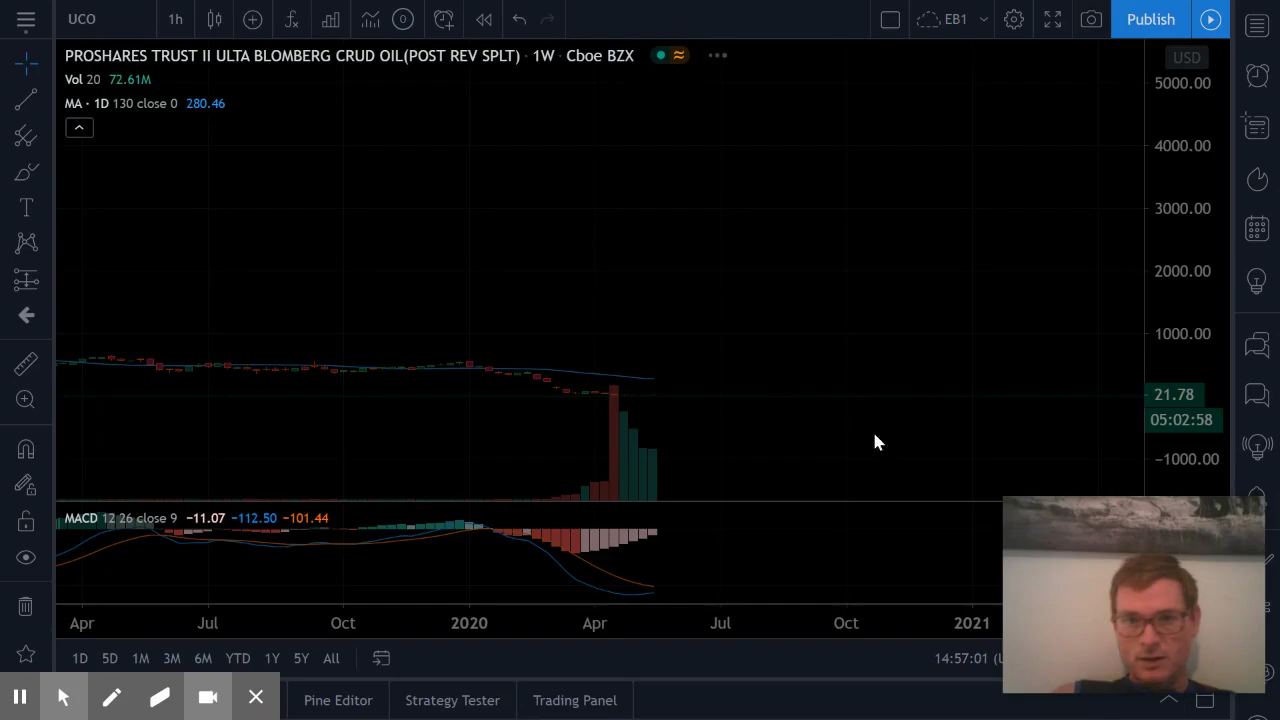 UCO 1h EB1 Publish
PROSHARES TRUST II ULTA BLOMBERG CRUD OIL(POST REV SPLT) · 1W · Cboe BZX USD
Vol 20 72.61M
MA · 1D 130 close 0 280.46
5000.00
4000.00
3000.00
2000.00
1000.00
21.78
05:02:58
−1000.00
MACD 12 26 close 9 −11.07 −112.50 −101.44
Apr Jul Oct 2020 Apr Jul Oct 2021
1D 5D 1M 3M 6M YTD 1Y 5Y All 14:57:01 (U
Pine Editor Strategy Tester Trading Panel